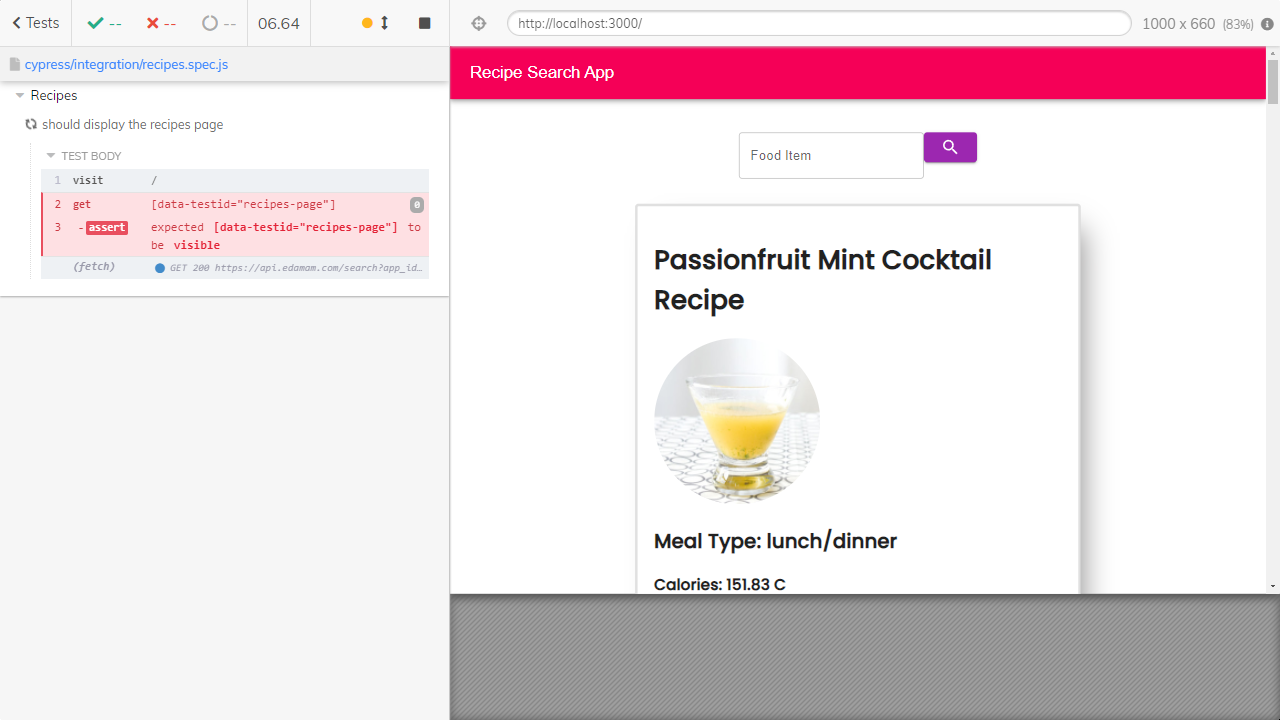 Tests
--
--
--
06.64
http://localhost:3000/
1000 x 660 (83%)
cypress/integration/recipes.spec.js
Recipes
should display the recipes page
TEST BODY
1 visit /
2 get [data-testid="recipes-page"] 0
3 -assert expected [data-testid="recipes-page"] to
be visible
(fetch) GET 200 https://api.edamam.com/search?app_id…
Recipe Search App
Food Item
Passionfruit Mint Cocktail
Recipe
Meal Type: lunch/dinner
Calories: 151.83 C